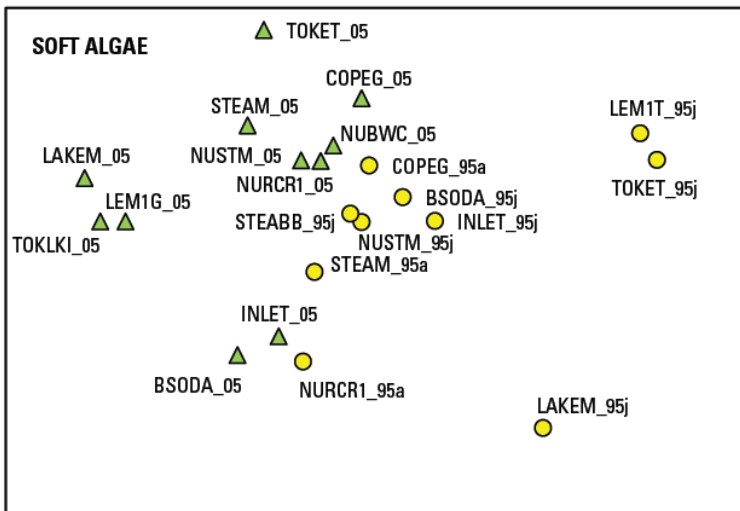 SOFT ALGAE
TOKET_05
COPEG_05
STEAM_05
LEM1T_95j
NUBWC_05
LAKEM_05
NUSTM_05
COPEG_95a
NURCR1_05
TOKET_95j
LEM1G_05
BSODA_95j
STEABB_95j
INLET_95j
TOKLKI_05
NUSTM_95j
STEAM_95a
INLET_05
BSODA_05
NURCR1_95a
LAKEM_95j